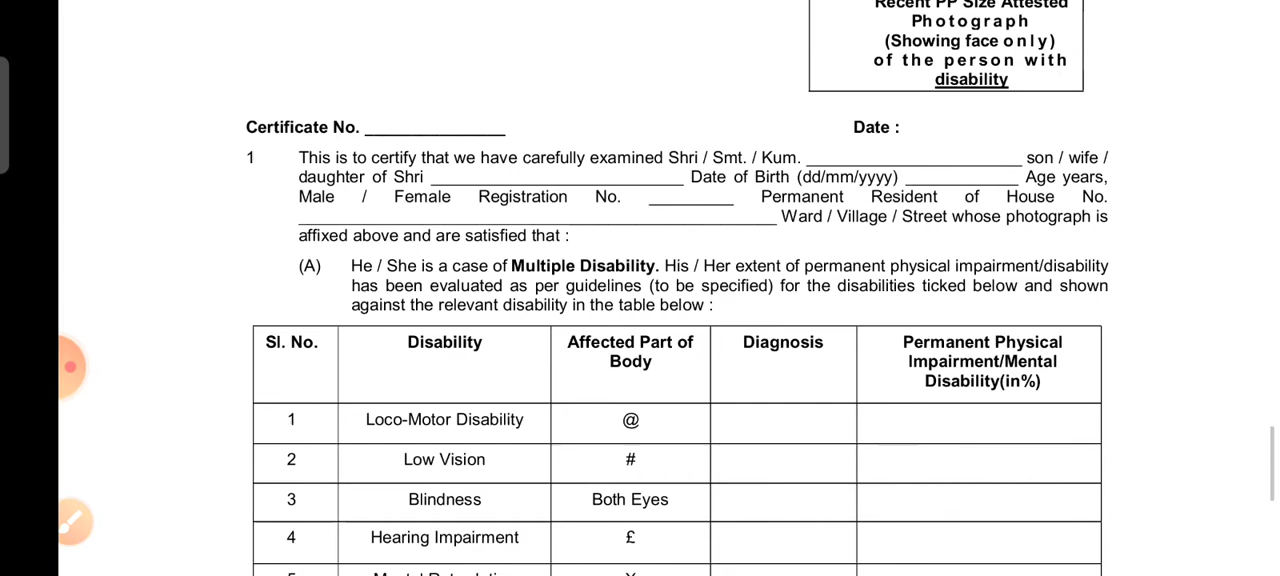 Recent PP Size Attested
Photograph
(Showing face only)
of the person with
disability
Certificate No. _______________ Date :
1 This is to certify that we have carefully examined Shri / Smt. / Kum. _______________________ son / wife /
daughter of Shri ___________________________ Date of Birth (dd/mm/yyyy) ____________ Age years,
Male / Female Registration No. _________ Permanent Resident of House No.
___________________________________________________ Ward / Village / Street whose photograph is
affixed above and are satisfied that :
(A) He / She is a case of Multiple Disability. His / Her extent of permanent physical impairment/disability
has been evaluated as per guidelines (to be specified) for the disabilities ticked below and shown
against the relevant disability in the table below :
Sl. No. Disability Affected Part of Body Diagnosis Permanent Physical Impairment/Mental Disability(in%)
1 Loco-Motor Disability @
2 Low Vision #
3 Blindness Both Eyes
4 Hearing Impairment £